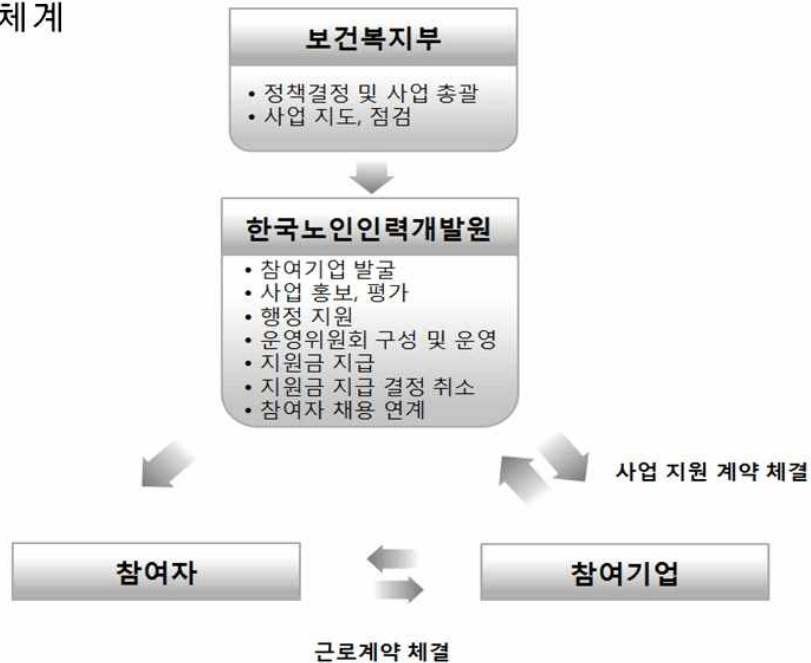 체계
보건복지부
• 정책결정 및 사업 총괄
• 사업 지도, 점검
한국노인인력개발원
• 참여기업 발굴
• 사업 홍보, 평가
• 행정 지원
• 운영위원회 구성 및 운영
• 지원금 지급
• 지원금 지급 결정 취소
• 참여자 채용 연계
사업 지원 계약 체결
참여자
참여기업
근로계약 체결